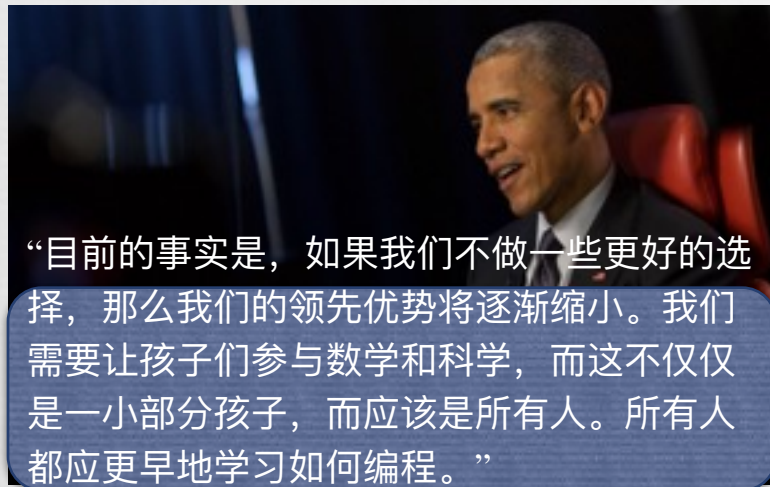 “目前的事实是，如果我们不做一些更好的选
择，那么我们的领先优势将逐渐缩小。我们
需要让孩子们参与数学和科学，而这不仅仅
是一小部分孩子，而应该是所有人。所有人
都应更早地学习如何编程。”